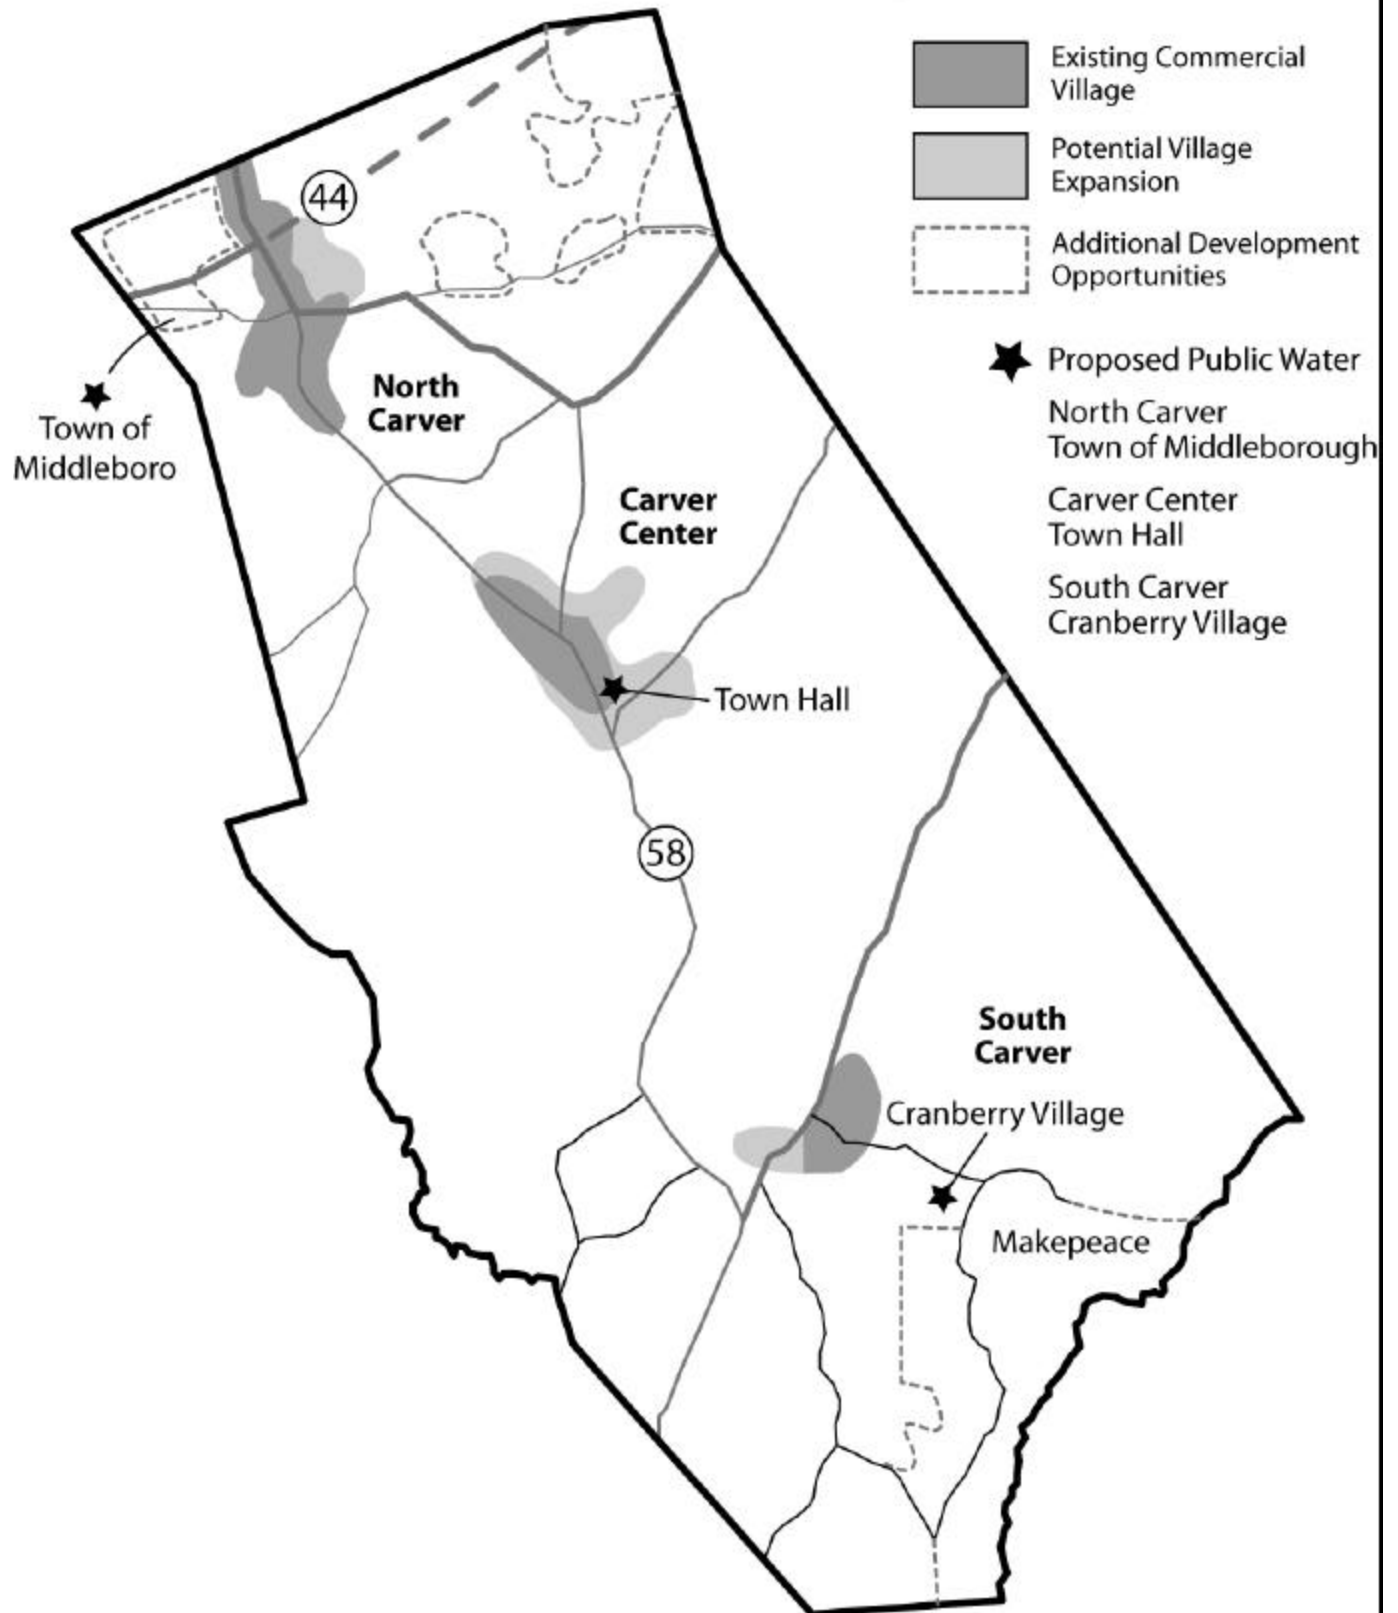 Existing Commercial
Village
Potential Village
Expansion
Additional Development
Opportunities
Proposed Public Water
North Carver
Town of Middleborough
Carver Center
Town Hall
South Carver
Cranberry Village
44
North
Carver
Town of
Middleboro
Carver
Center
Town Hall
58
South
Carver
Cranberry Village
Makepeace